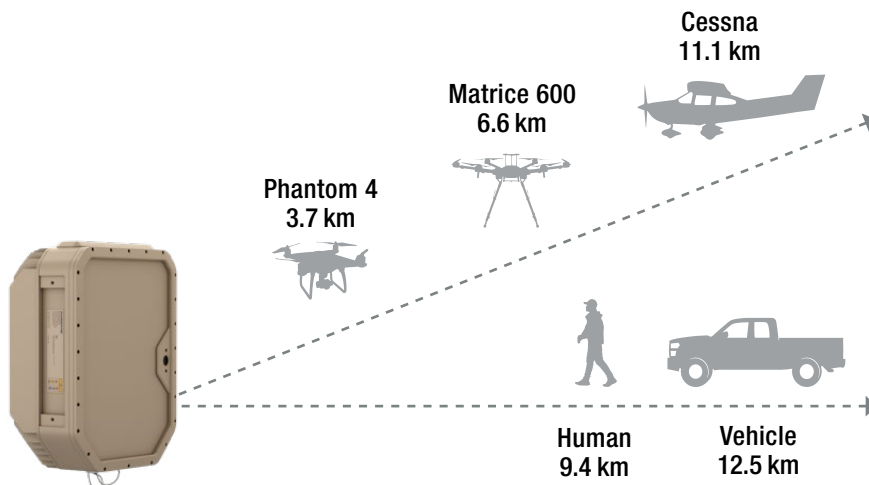 Cessna
11.1 km
Matrice 600
6.6 km
Phantom 4
3.7 km
Human
9.4 km
Vehicle
12.5 km